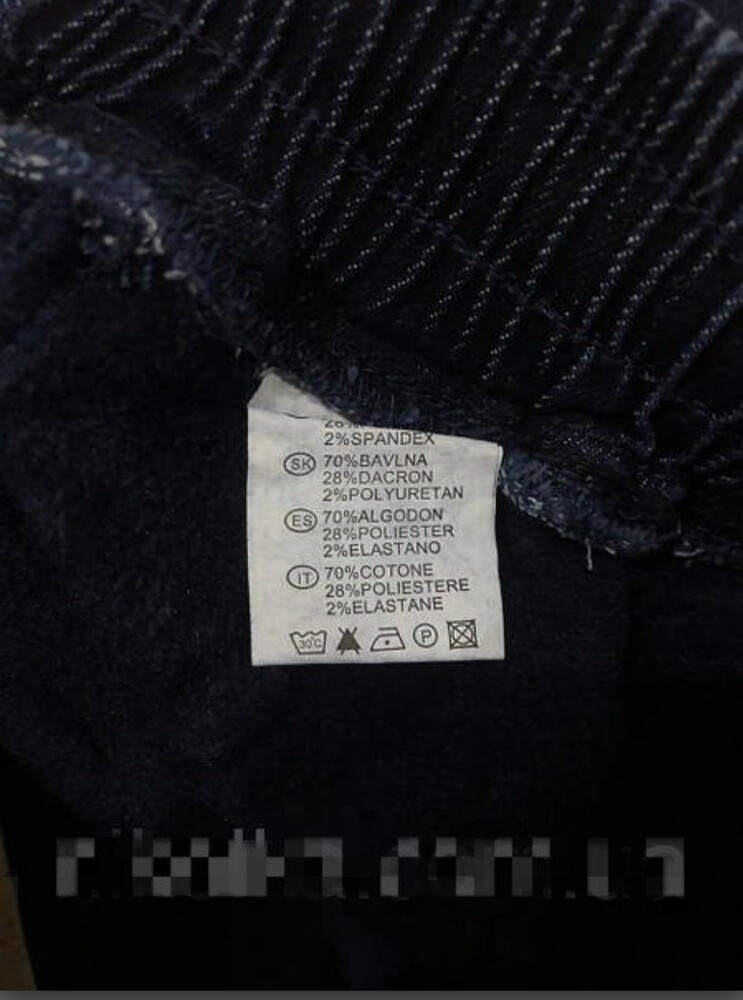 2%SPANDEX
SK 70%BAVLNA
28%DACRON
2%POLYURETAN
ES 70%ALGODON
28%POLIESTER
2%ELASTANO
IT 70%COTONE
28%POLIESTERE
2%ELASTANE
30°C P